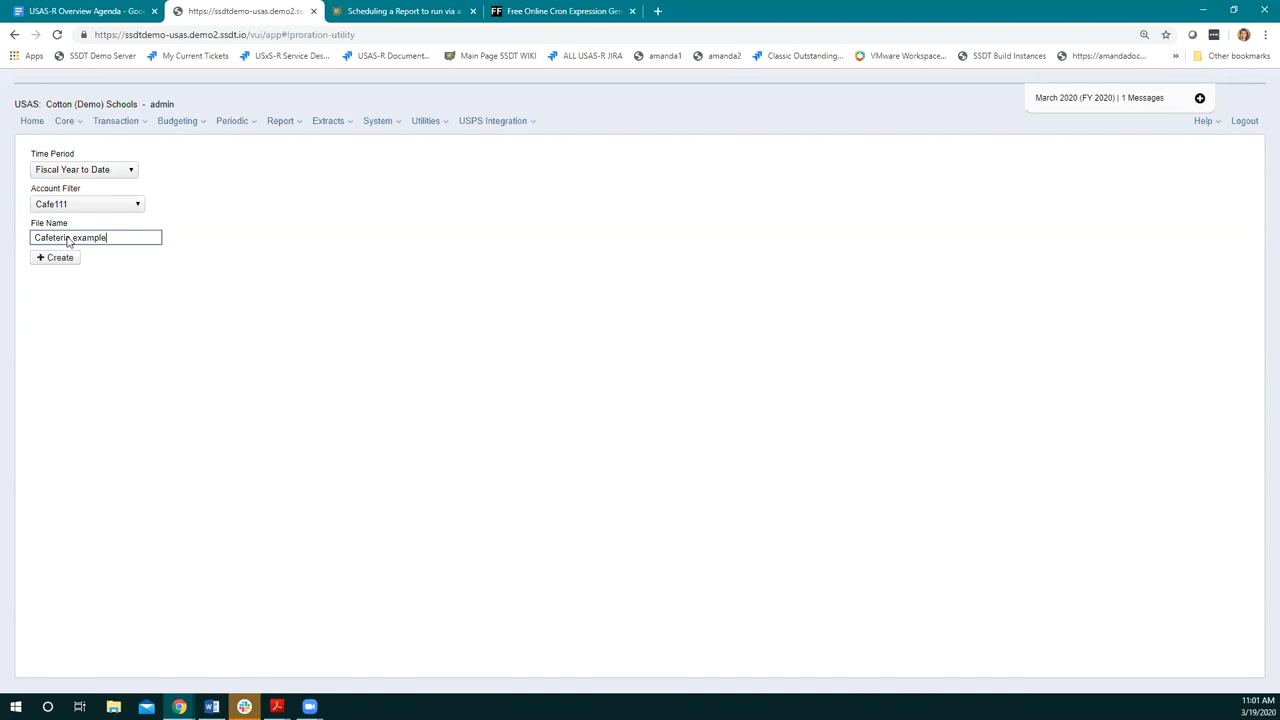 USAS-R Overview Agenda - Goo
https://ssdtdemo-usas.demo2.ss
Scheduling a Report to run via a
Free Online Cron Expression Gen
https://ssdtdemo-usas.demo2.ssdt.io/vui/app#!proration-utility
Apps
SSDT Demo Server
My Current Tickets
USxS-R Service Des...
USAS-R Document...
Main Page SSDT WIKI
ALL USAS-R JIRA
amanda1
amanda2
Classic Outstanding...
VMware Workspace...
SSDT Build Instances
https://amandadoc...
»
Other bookmarks
USAS: Cotton (Demo) Schools - admin
March 2020 (FY 2020) | 1 Messages
Home Core Transaction Budgeting Periodic Report Extracts System Utilities USPS Integration Help Logout
Time Period
Fiscal Year to Date
Account Filter
Cafe111
File Name
Cafeteria example
+ Create
11:01 AM
3/19/2020